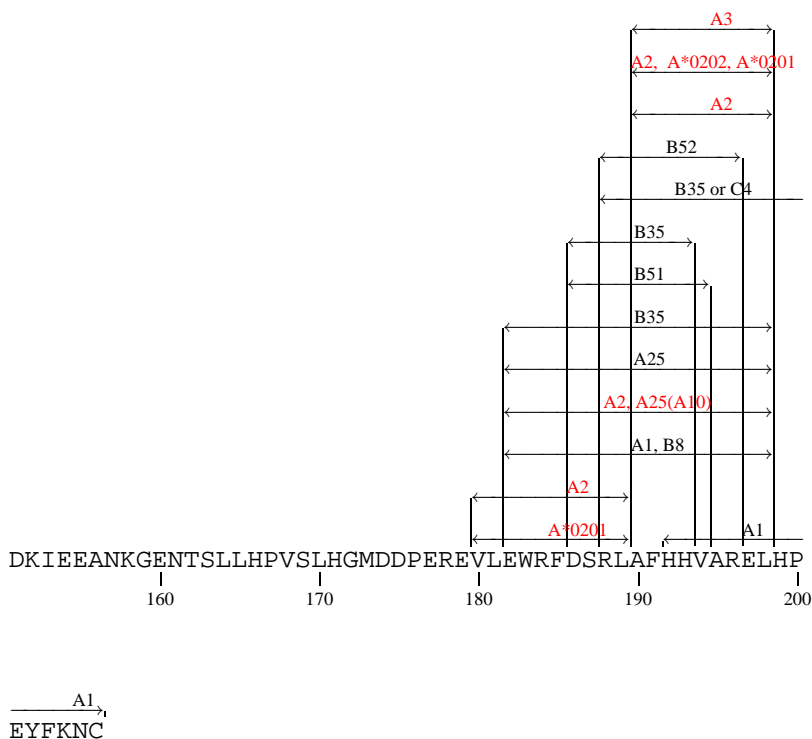 A3
A2, A*0202, A*0201
A2
B52
B35 or C4
B35
B51
B35
A25
A2, A25(A10)
A1, B8
A2
A*0201 A1
DKIEEANKGENTSLLHPVSLHGMDDPEREVLEWRFDSRLAFHHVARELHP
160 170 180 190 200
A1
EYFKNC